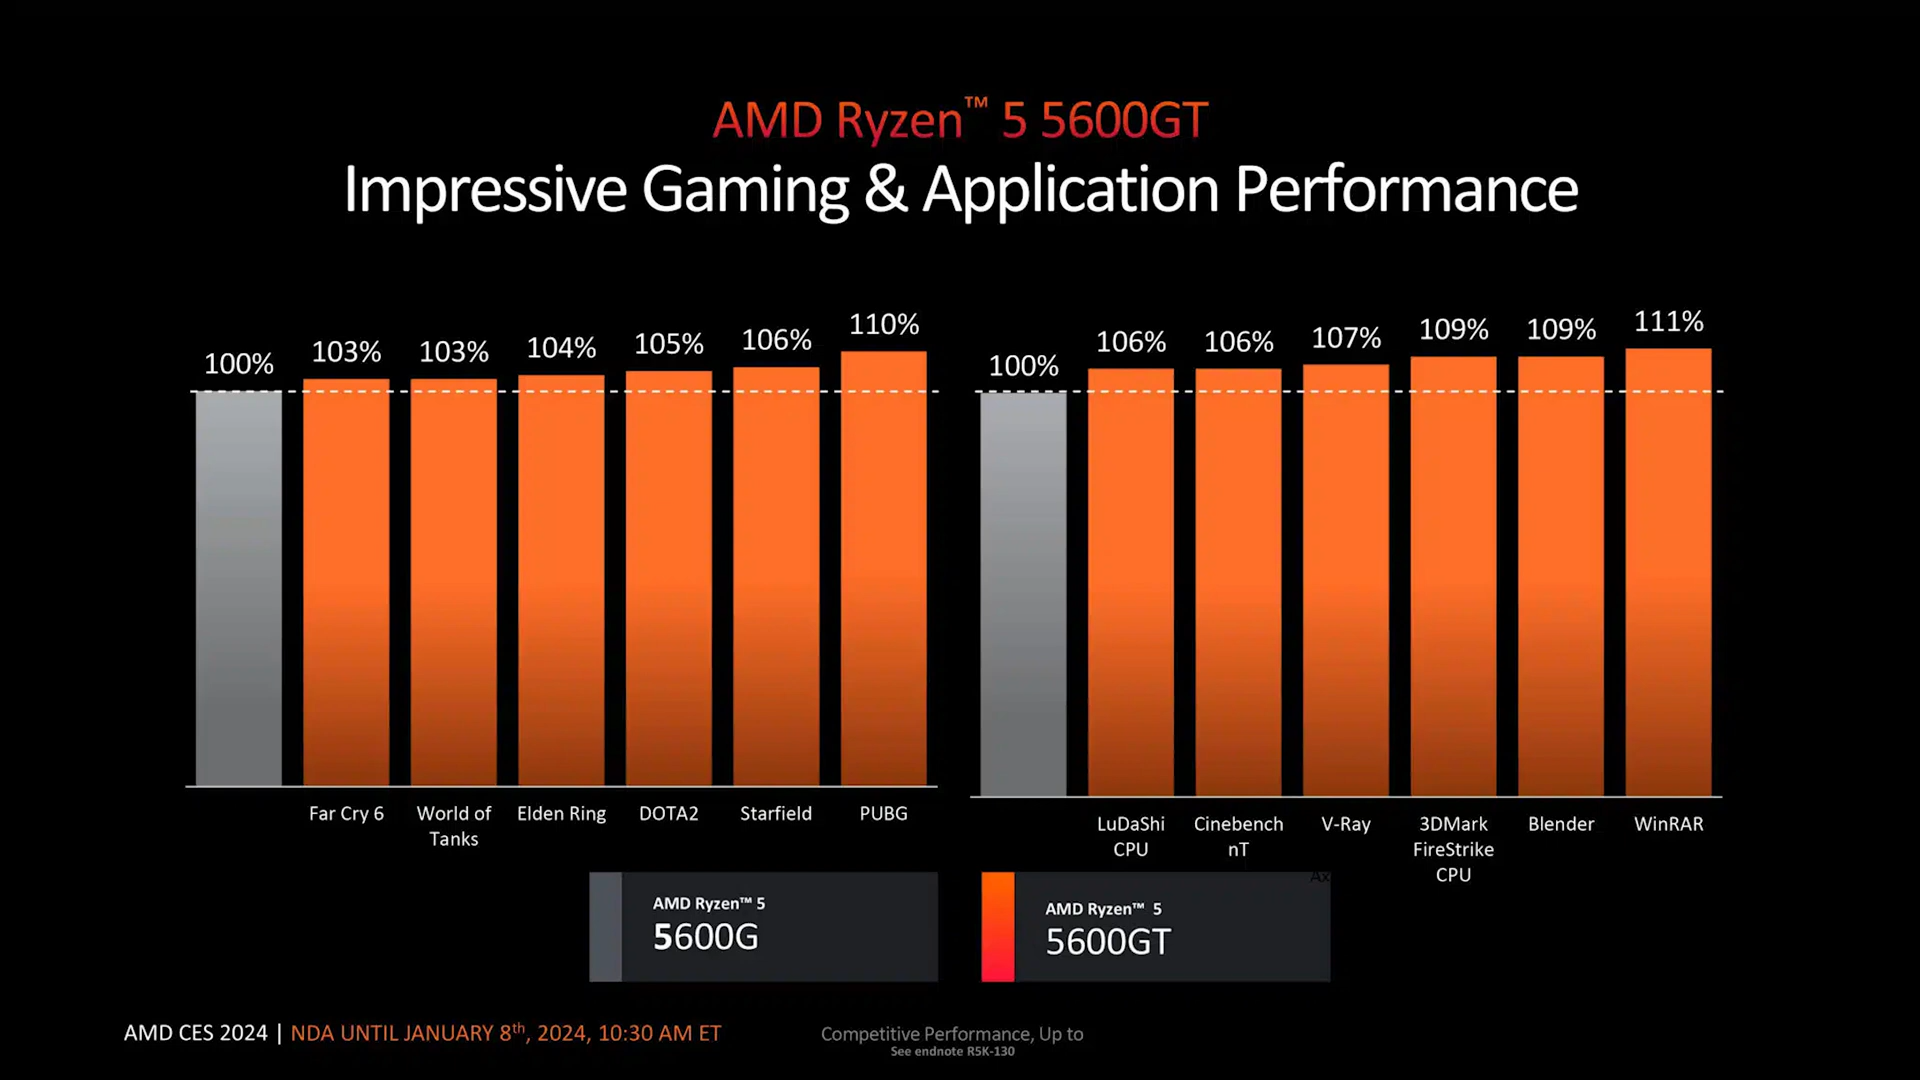 AMD Ryzen™ 5 5600GT
Impressive Gaming & Application Performance
100%
103%
103%
104%
105%
106%
110%
Far Cry 6
World of
Tanks
Elden Ring
DOTA2
Starfield
PUBG
100%
106%
106%
107%
109%
109%
111%
LuDaShi
CPU
Cinebench
nT
V-Ray
3DMark
FireStrike
CPU
Blender
WinRAR
Ax
AMD Ryzen™ 5
5600G
AMD Ryzen™ 5
5600GT
AMD CES 2024 | NDA UNTIL JANUARY 8th, 2024, 10:30 AM ET
Competitive Performance, Up to
See endnote R5K-130